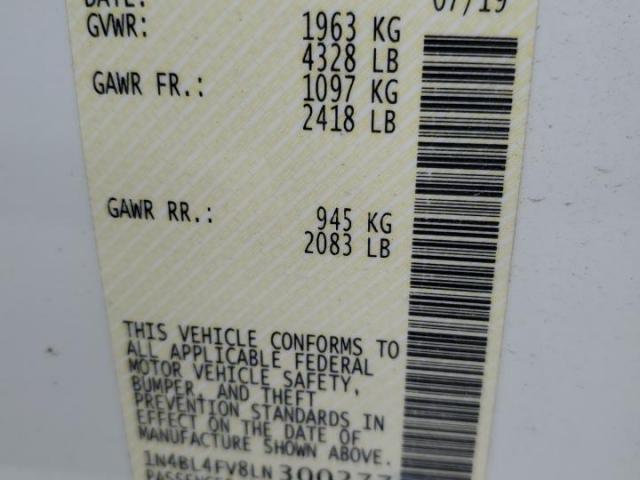 DATE: 07/19
GVWR: 1963 KG
4328 LB
GAWR FR.: 1097 KG
2418 LB
GAWR RR.: 945 KG
2083 LB
THIS VEHICLE CONFORMS TO
ALL APPLICABLE FEDERAL
MOTOR VEHICLE SAFETY,
BUMPER, AND THEFT
PREVENTION STANDARDS IN
EFFECT ON THE DATE OF
MANUFACTURE SHOWN ABOVE.
1N4BL4FV8LN300277